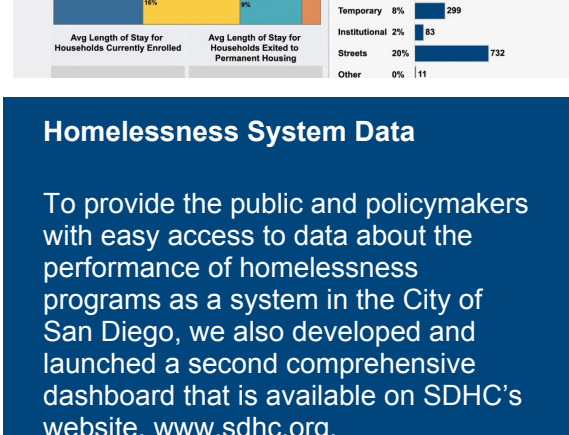 16%
9%
Avg Length of Stay for
Households Currently Enrolled
Avg Length of Stay for
Households Exited to
Permanent Housing
Temporary 8% 299
Institutional 2% 83
Streets 20% 732
Other 0% 11
Homelessness System Data
To provide the public and policymakers
with easy access to data about the
performance of homelessness
programs as a system in the City of
San Diego, we also developed and
launched a second comprehensive
dashboard that is available on SDHC's
website, www.sdhc.org.